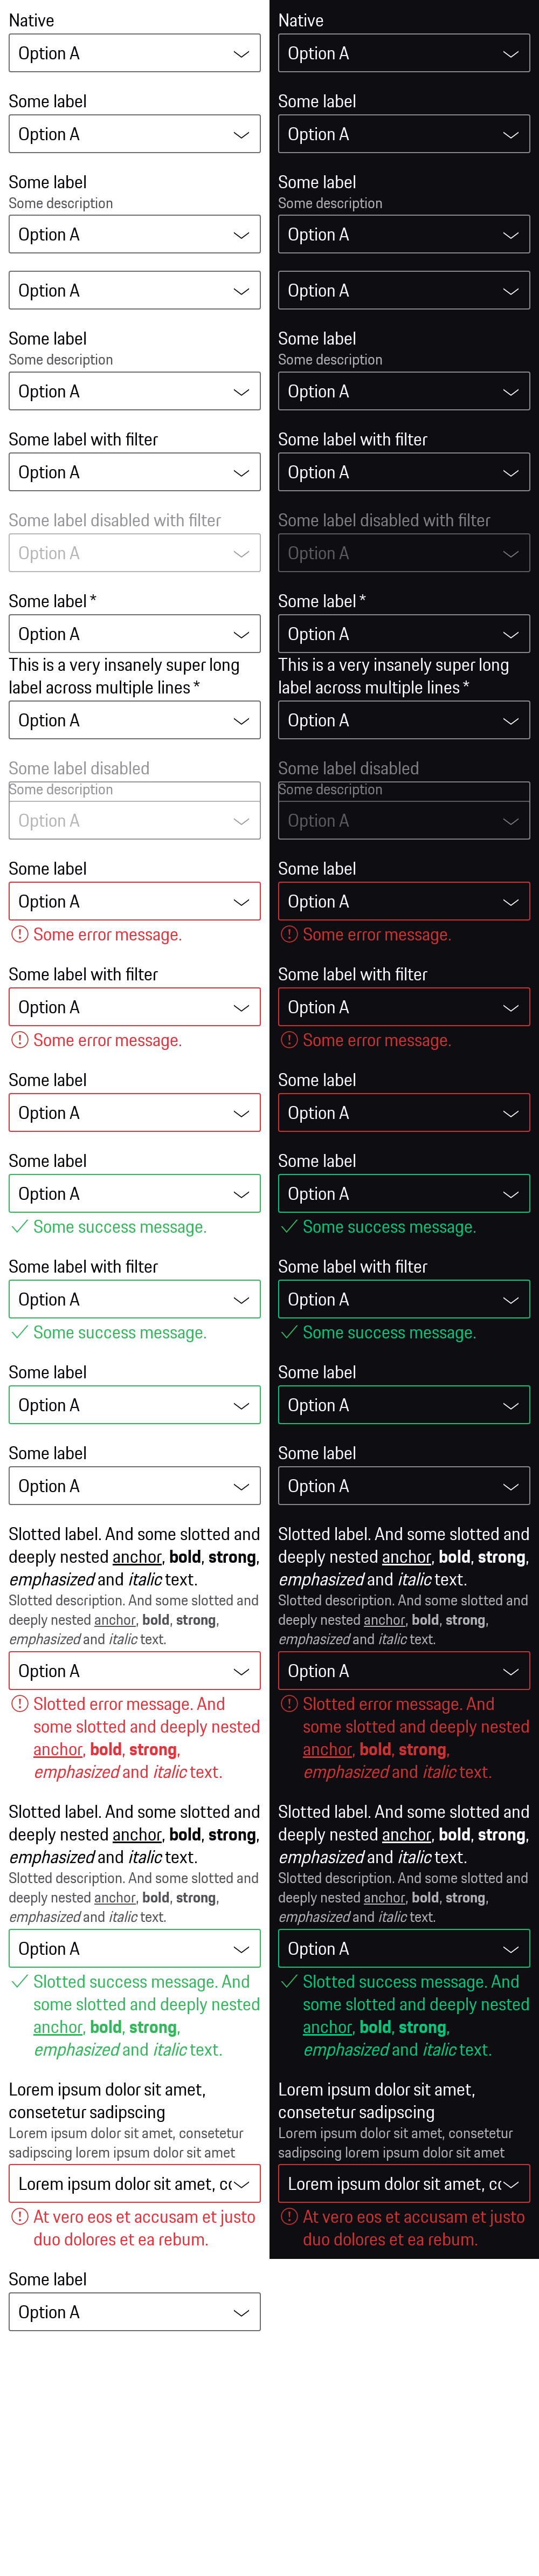 Native
Option A
Some label
Option A
Some label
Some description
Option A
Option A
Some label
Some description
Option A
Some label with filter
Option A
Some label disabled with filter
Option A
Some label *
Option A
This is a very insanely super long
label across multiple lines *
Option A
Some label disabled
Some description
Option A
Some label
Option A
Some error message.
Some label with filter
Option A
Some error message.
Some label
Option A
Some label
Option A
Some success message.
Some label with filter
Option A
Some success message.
Some label
Option A
Some label
Option A
Slotted label. And some slotted and
deeply nested anchor, bold, strong,
emphasized and italic text.
Slotted description. And some slotted and
deeply nested anchor, bold, strong,
emphasized and italic text.
Option A
Slotted error message. And
some slotted and deeply nested
anchor, bold, strong,
emphasized and italic text.
Slotted label. And some slotted and
deeply nested anchor, bold, strong,
emphasized and italic text.
Slotted description. And some slotted and
deeply nested anchor, bold, strong,
emphasized and italic text.
Option A
Slotted success message. And
some slotted and deeply nested
anchor, bold, strong,
emphasized and italic text.
Lorem ipsum dolor sit amet,
consetetur sadipscing
Lorem ipsum dolor sit amet, consetetur
sadipscing lorem ipsum dolor sit amet
Lorem ipsum dolor sit amet, co
At vero eos et accusam et justo
duo dolores et ea rebum.
Some label
Option A
Native
Option A
Some label
Option A
Some label
Some description
Option A
Option A
Some label
Some description
Option A
Some label with filter
Option A
Some label disabled with filter
Option A
Some label *
Option A
This is a very insanely super long
label across multiple lines *
Option A
Some label disabled
Some description
Option A
Some label
Option A
Some error message.
Some label with filter
Option A
Some error message.
Some label
Option A
Some label
Option A
Some success message.
Some label with filter
Option A
Some success message.
Some label
Option A
Some label
Option A
Slotted label. And some slotted and
deeply nested anchor, bold, strong,
emphasized and italic text.
Slotted description. And some slotted and
deeply nested anchor, bold, strong,
emphasized and italic text.
Option A
Slotted error message. And
some slotted and deeply nested
anchor, bold, strong,
emphasized and italic text.
Slotted label. And some slotted and
deeply nested anchor, bold, strong,
emphasized and italic text.
Slotted description. And some slotted and
deeply nested anchor, bold, strong,
emphasized and italic text.
Option A
Slotted success message. And
some slotted and deeply nested
anchor, bold, strong,
emphasized and italic text.
Lorem ipsum dolor sit amet,
consetetur sadipscing
Lorem ipsum dolor sit amet, consetetur
sadipscing lorem ipsum dolor sit amet
Lorem ipsum dolor sit amet, co
At vero eos et accusam et justo
duo dolores et ea rebum.